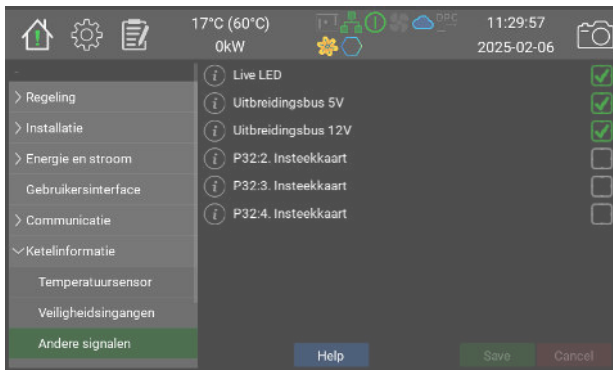 17°C (60°C)
0kW
DPC
11:29:57
2025-02-06
-
Regeling
Installatie
Energie en stroom
Gebruikersinterface
Communicatie
Ketelinformatie
Temperatuursensor
Veiligheidsingangen
Andere signalen
Live LED
Uitbreidingsbus 5V
Uitbreidingsbus 12V
P32:2. Insteekkaart
P32:3. Insteekkaart
P32:4. Insteekkaart
Help
Save
Cancel